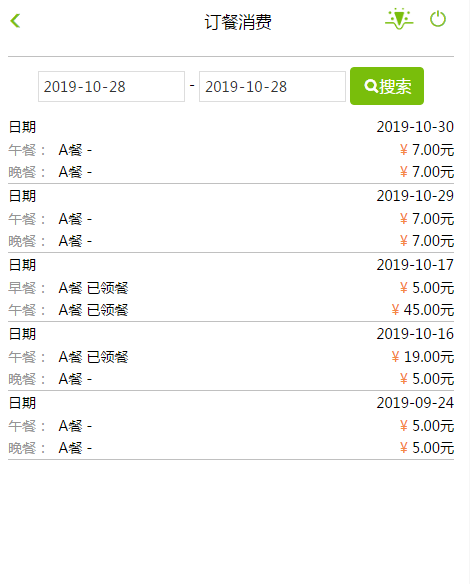 订餐消费
2019-10-28 - 2019-10-28 搜索
日期 2019-10-30
午餐： A餐 - ¥ 7.00元
晚餐： A餐 - ¥ 7.00元
日期 2019-10-29
午餐： A餐 - ¥ 7.00元
晚餐： A餐 - ¥ 7.00元
日期 2019-10-17
早餐： A餐 已领餐 ¥ 5.00元
午餐： A餐 已领餐 ¥ 45.00元
日期 2019-10-16
午餐： A餐 已领餐 ¥ 19.00元
晚餐： A餐 - ¥ 5.00元
日期 2019-09-24
午餐： A餐 - ¥ 5.00元
晚餐： A餐 - ¥ 5.00元